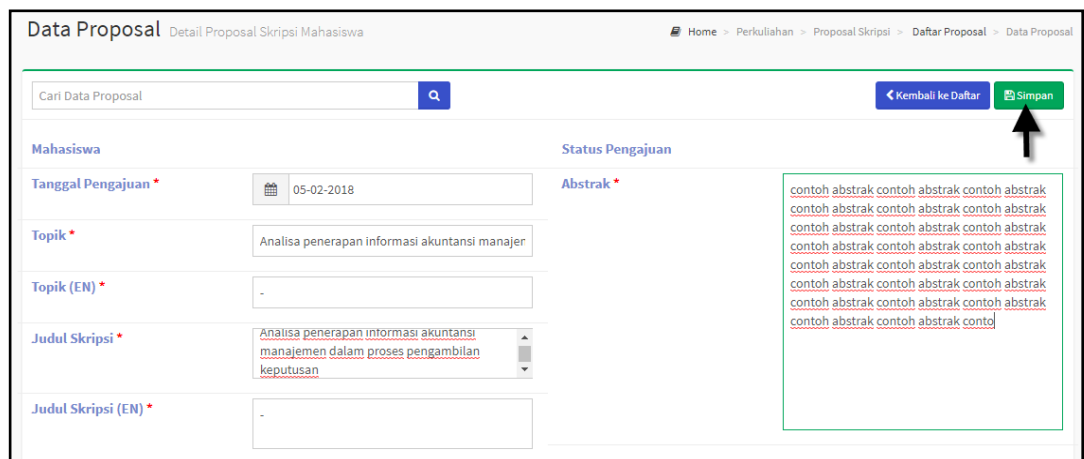 Data Proposal Detail Proposal Skripsi Mahasiswa
Home > Perkuliahan > Proposal Skripsi > Daftar Proposal > Data Proposal
Cari Data Proposal
Kembali ke Daftar
Simpan
Mahasiswa
Tanggal Pengajuan *
05-02-2018
Topik *
Analisa penerapan informasi akuntansi manajer
Topik (EN) *
-
Judul Skripsi *
Analisa penerapan informasi akuntansi
manajemen dalam proses pengambilan
keputusan
Judul Skripsi (EN) *
-
Status Pengajuan
Abstrak *
contoh abstrak contoh abstrak contoh abstrak
contoh abstrak contoh abstrak contoh abstrak
contoh abstrak contoh abstrak contoh abstrak
contoh abstrak contoh abstrak contoh abstrak
contoh abstrak contoh abstrak contoh abstrak
contoh abstrak contoh abstrak contoh abstrak
contoh abstrak contoh abstrak contoh abstrak
contoh abstrak contoh abstrak conto